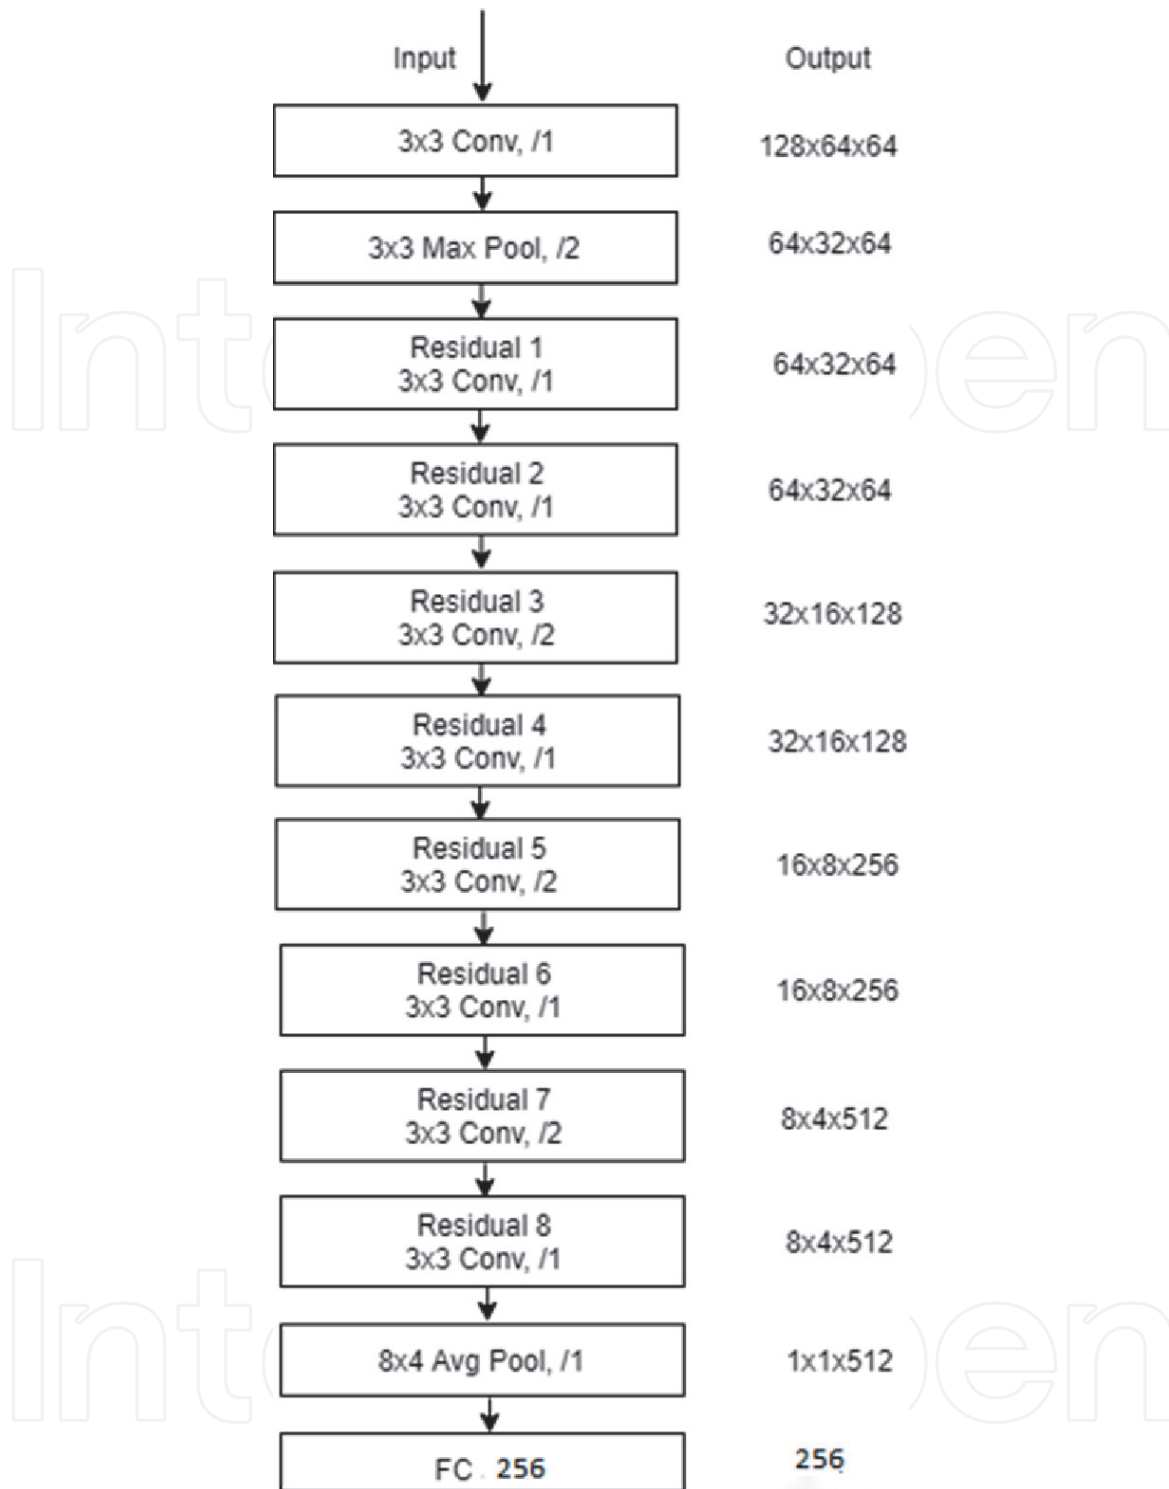 Input Output
3x3 Conv, /1 128x64x64
3x3 Max Pool, /2 64x32x64
Residual 1
3x3 Conv, /1 64x32x64
Residual 2
3x3 Conv, /1 64x32x64
Residual 3
3x3 Conv, /2 32x16x128
Residual 4
3x3 Conv, /1 32x16x128
Residual 5
3x3 Conv, /2 16x8x256
Residual 6
3x3 Conv, /1 16x8x256
Residual 7
3x3 Conv, /2 8x4x512
Residual 8
3x3 Conv, /1 8x4x512
8x4 Avg Pool, /1 1x1x512
FC . 256 256